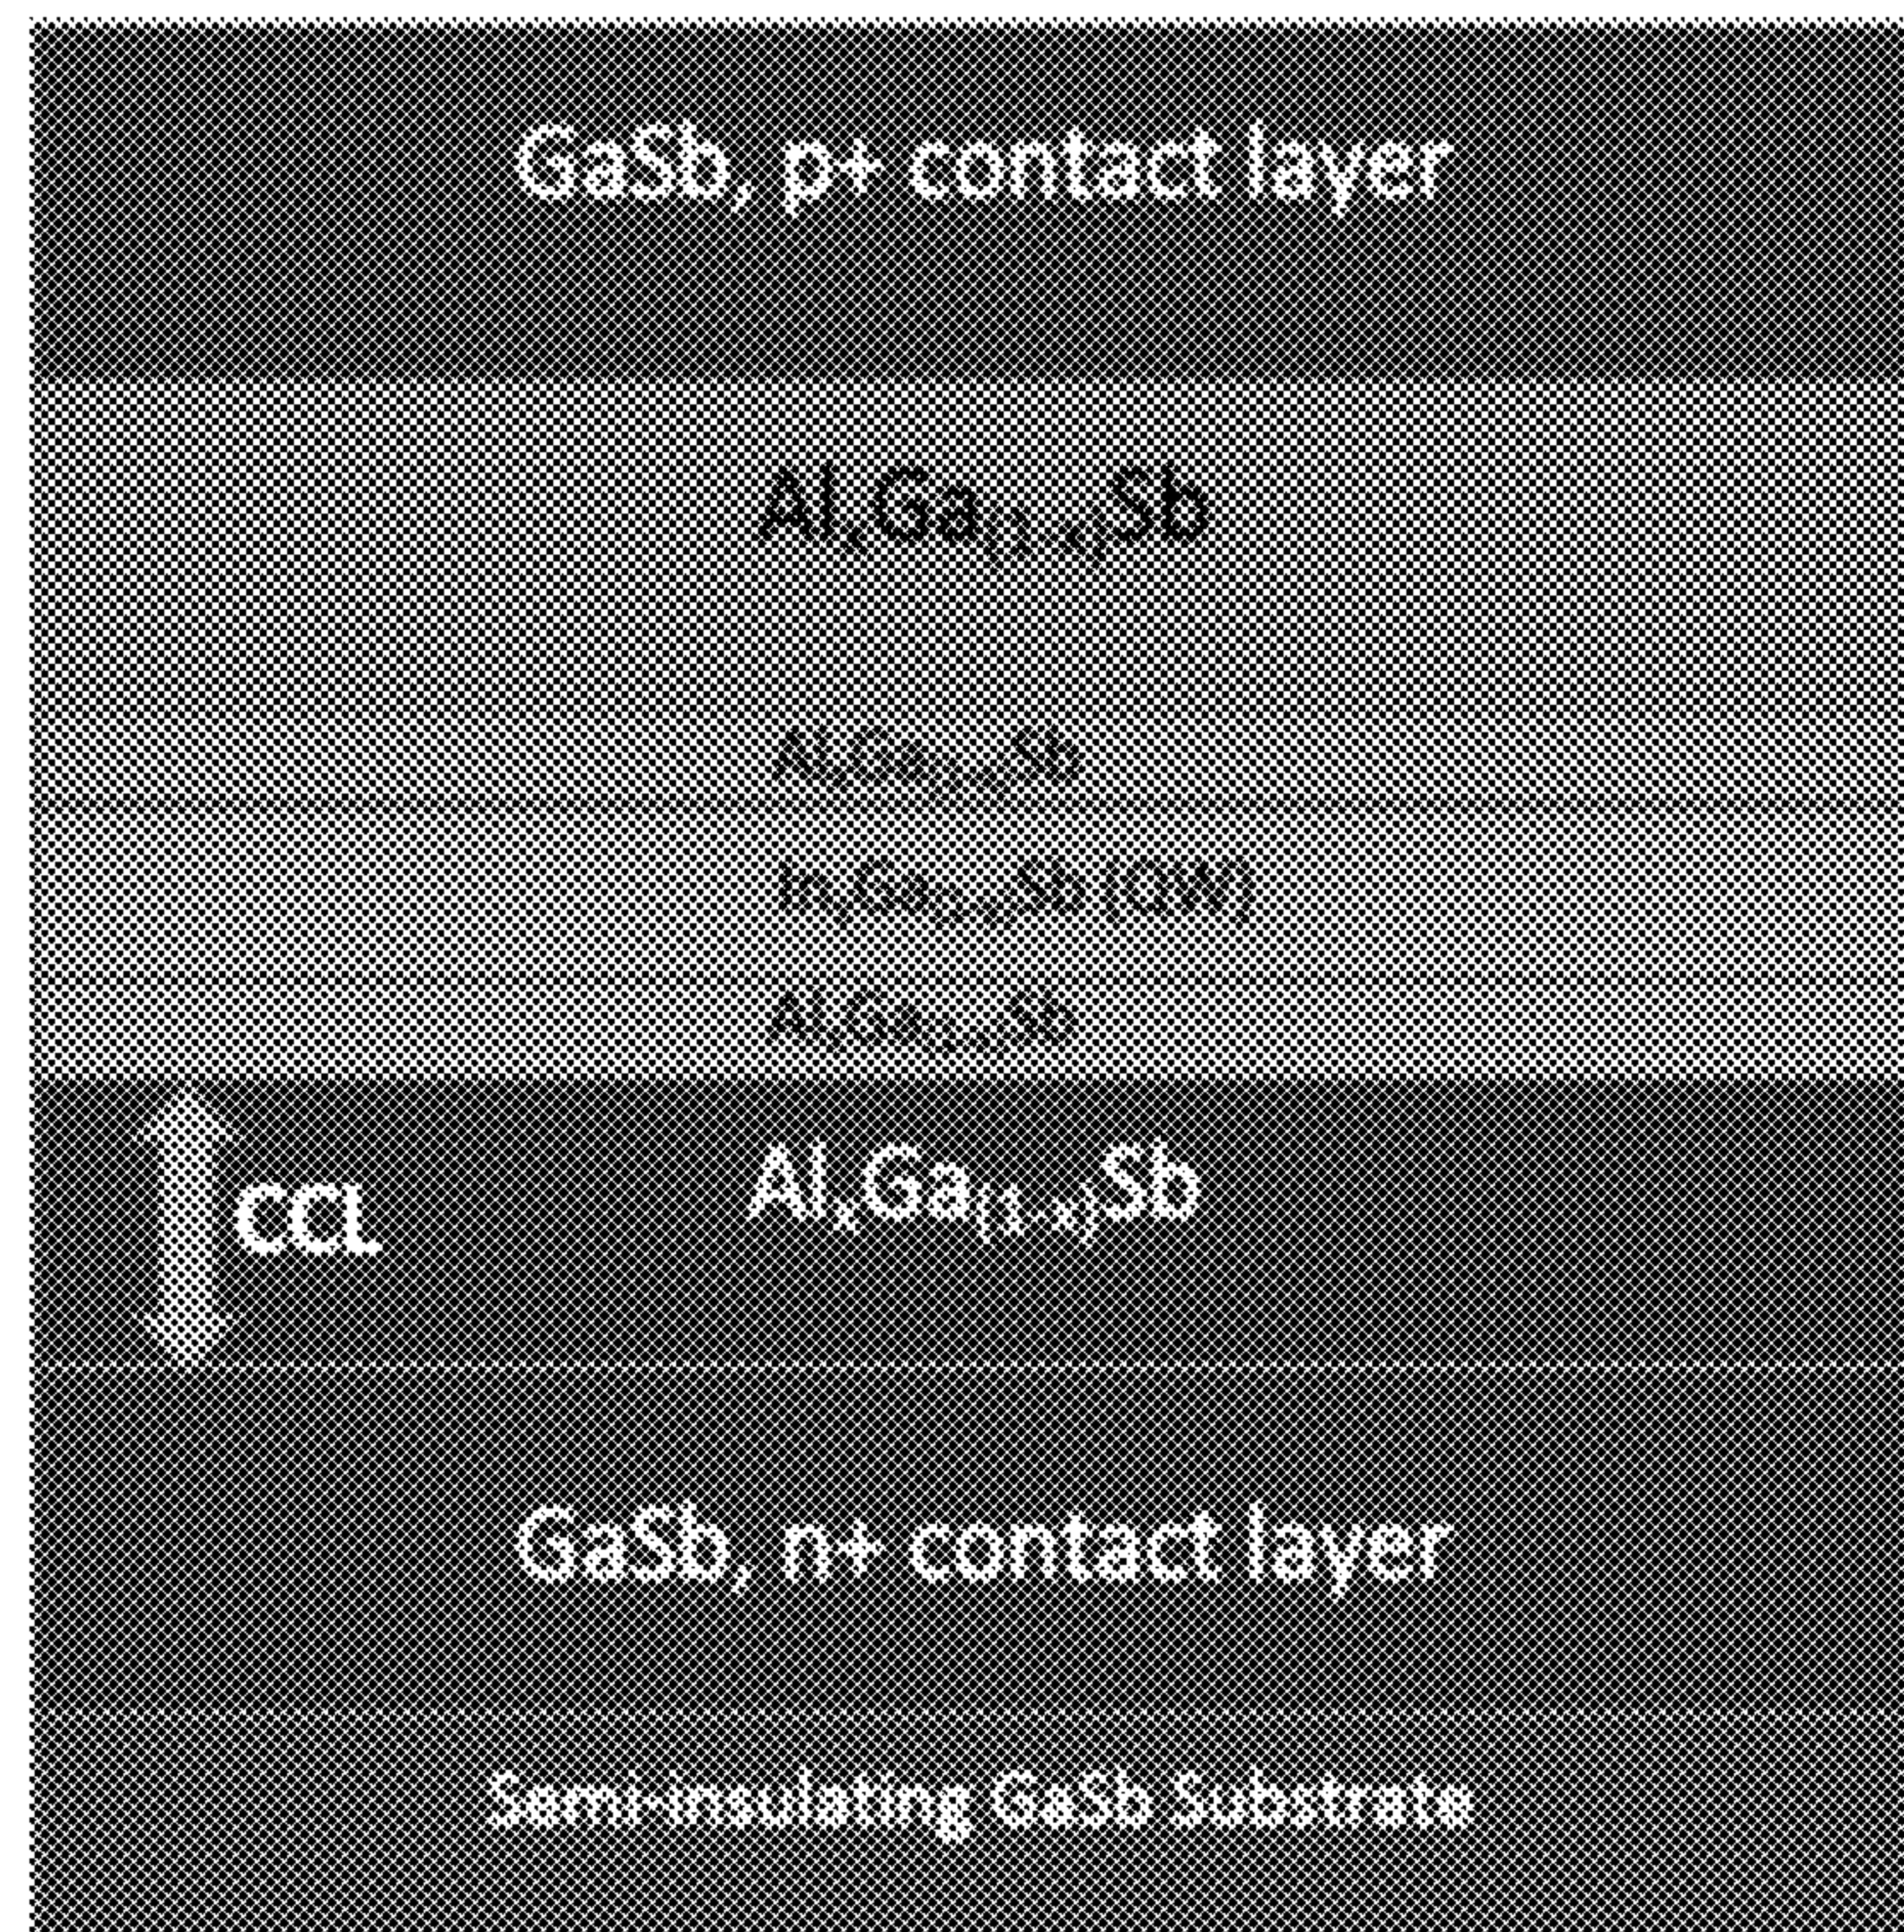 GaSb, p+ contact layer
AlₓGa₍₁₋ₓ₎Sb
AlₓGa₍₁₋ₓ₎Sb
InᵧGa₍₁₋ᵧ₎Sb (QW)
AlₓGa₍₁₋ₓ₎Sb
CCL AlₓGa₍₁₋ₓ₎Sb
GaSb, n+ contact layer
Semi-insulating GaSb Substrate